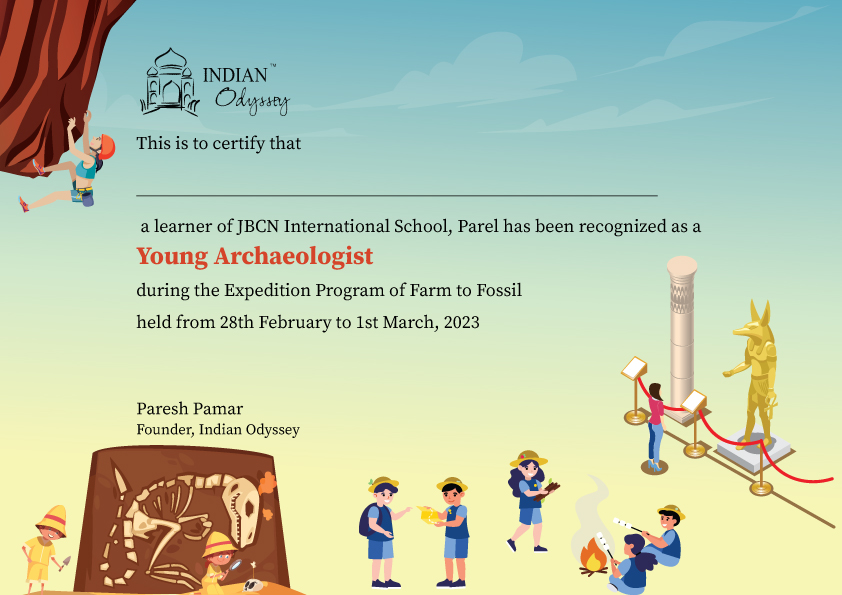 INDIAN™
Odyssey
This is to certify that
a learner of JBCN International School, Parel has been recognized as a
Young Archaeologist
during the Expedition Program of Farm to Fossil
held from 28th February to 1st March, 2023
Paresh Pamar
Founder, Indian Odyssey